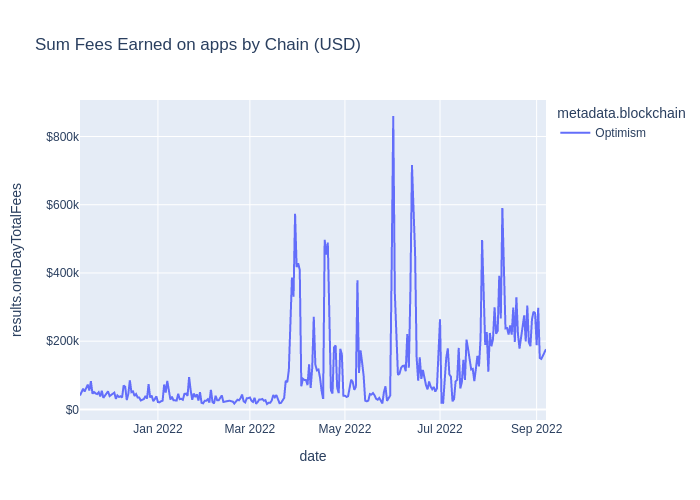 Sum Fees Earned on apps by Chain (USD)
metadata.blockchain
Optimism
results.oneDayTotalFees
$800k
$600k
$400k
$200k
$0
Jan 2022
Mar 2022
May 2022
Jul 2022
Sep 2022
date